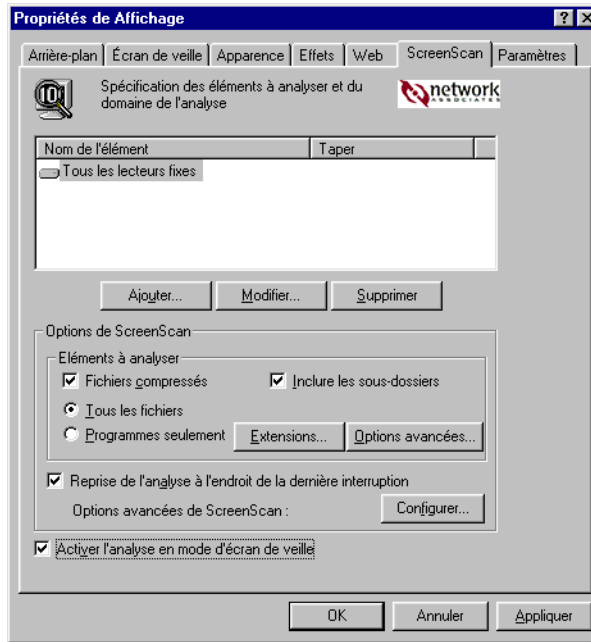 Propriétés de Affichage
Arrière-plan Écran de veille Apparence Effets Web ScreenScan Paramètres
Spécification des éléments à analyser et du
domaine de l'analyse
network
ASSOCIATES
Nom de l'élément Taper
Tous les lecteurs fixes
Ajouter... Modifier... Supprimer
Options de ScreenScan
Eléments à analyser
Fichiers compressés Inclure les sous-dossiers
Tous les fichiers
Programmes seulement Extensions... Options avancées...
Reprise de l'analyse à l'endroit de la dernière interruption
Options avancées de ScreenScan : Configurer...
Activer l'analyse en mode d'écran de veille
OK Annuler Appliquer